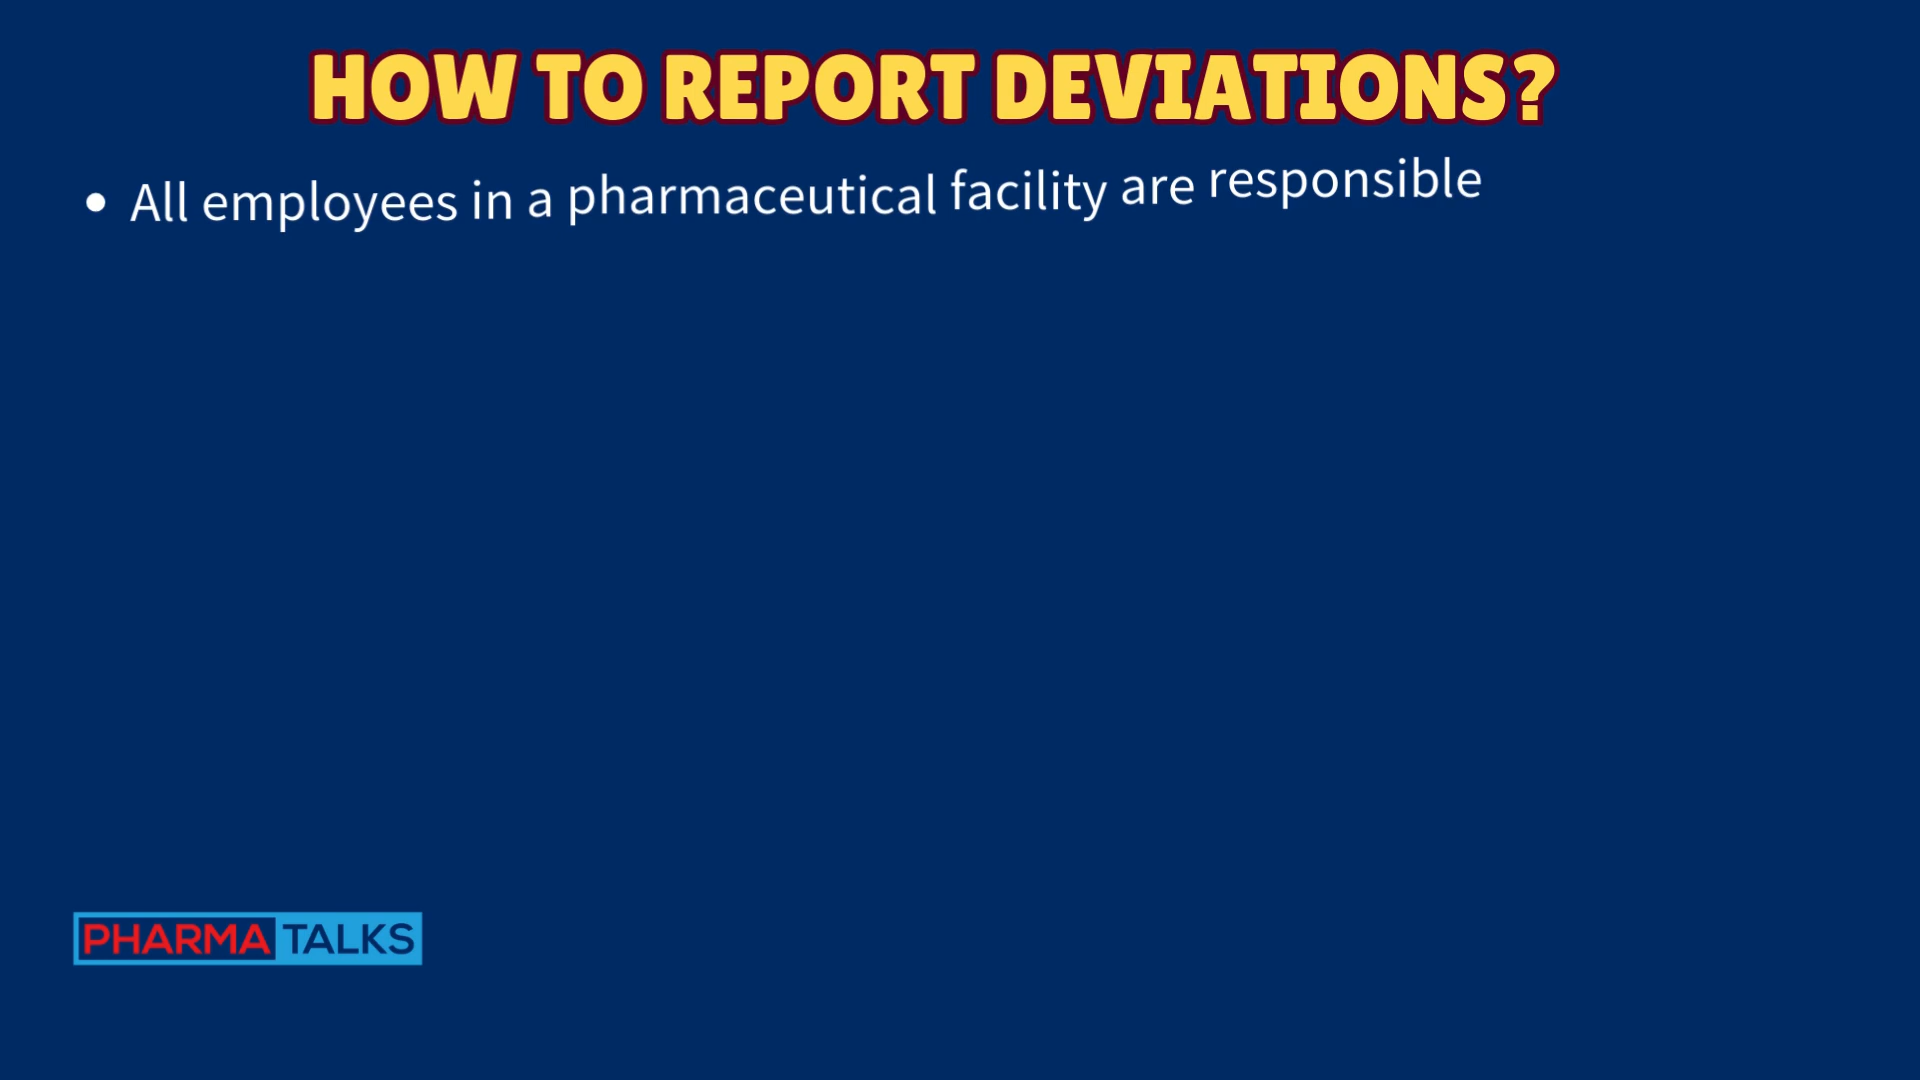 HOW TO REPORT DEVIATIONS?
• All employees in a pharmaceutical facility are responsible
PHARMA TALKS